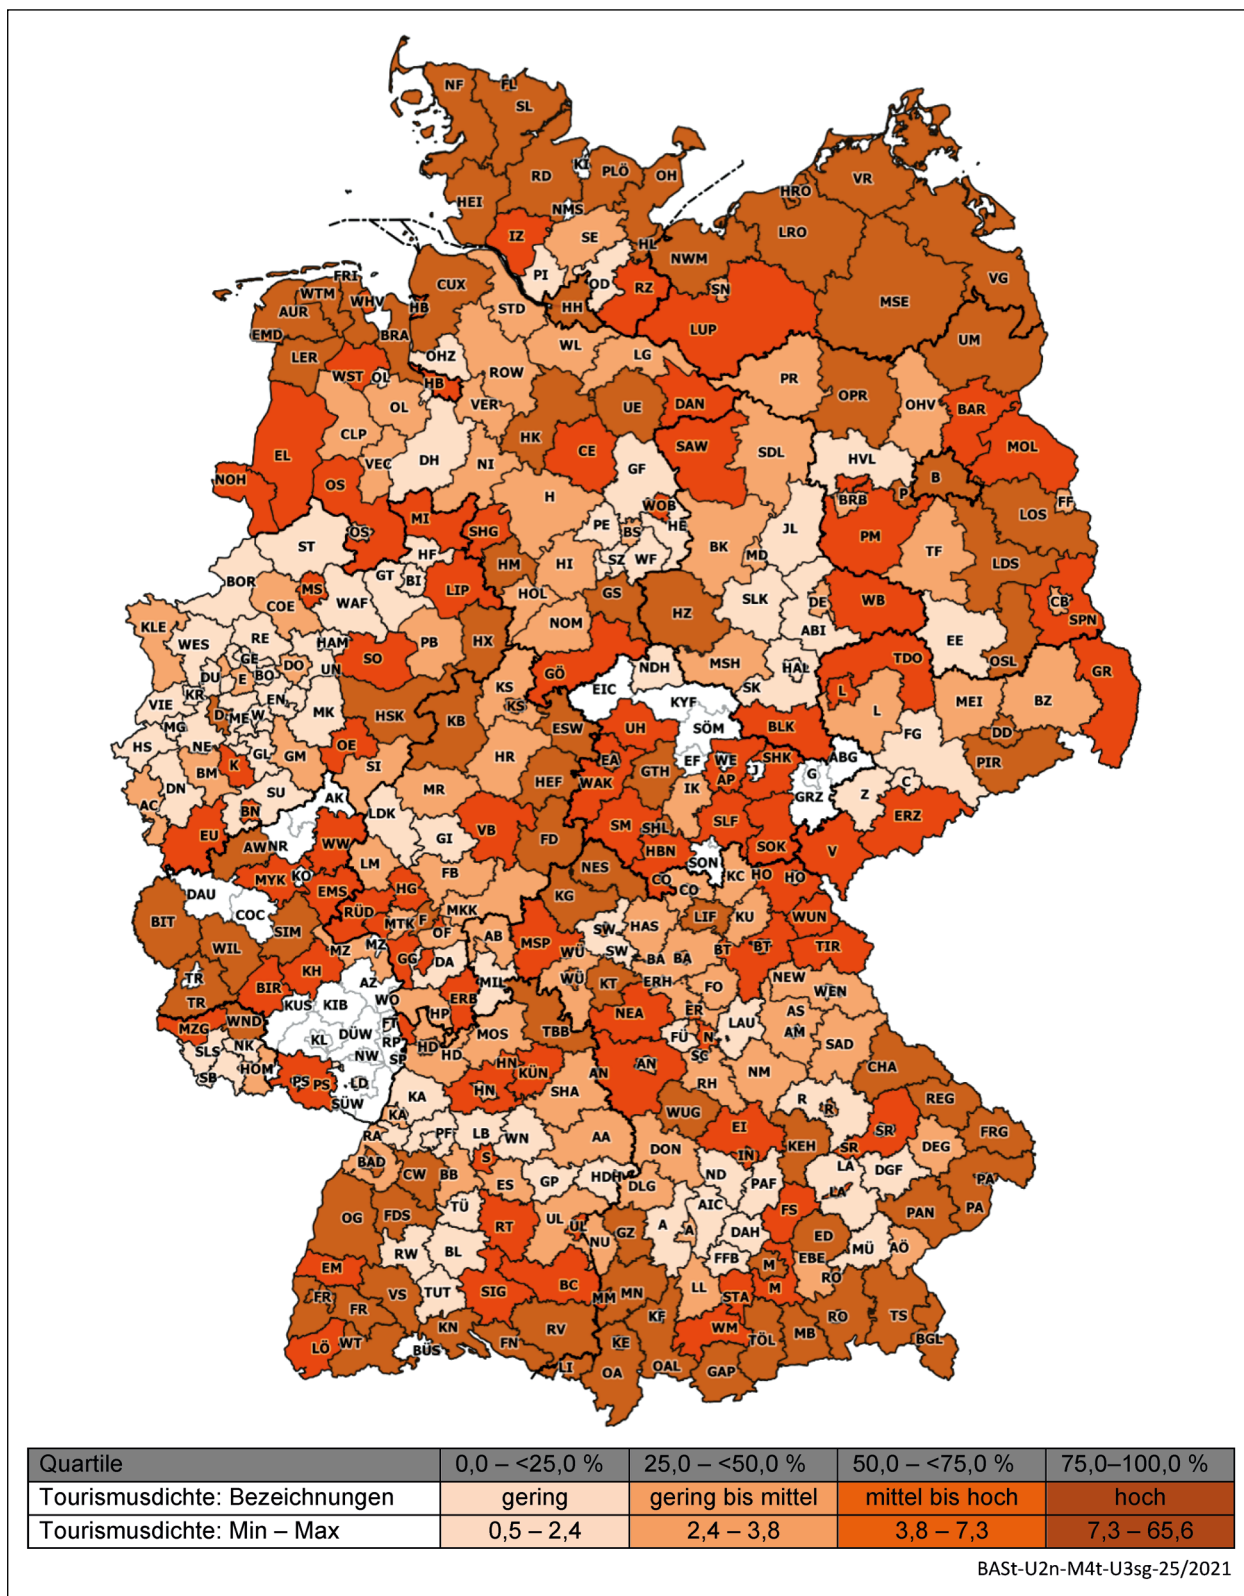 NF FL
SL
KI
RD PLÖ OH
HEI NMS
IZ SE
HRO VR
LRO
HL NWM
PI OD RZ SN
VG
MSE
FRI
WTM WHV HB CUX
AUR
EMD BRA
STD HH
LUP
UM
LER OHZ WL LG
WST OL HB ROW
PR OPR OHV
OL VER UE DAN BAR
CLP HK
EL VEC DH NI CE SAW SDL HVL MOL
NOH OS GF B
H WOB BRB P FF
OS MI SHG PE BS HE JL LOS
ST HF BK MD PM TF
HM HI SZ WF LDS
BOR GT BI
MS LIP HOL GS HZ SLK DE WB CB
COE WAF SPN
KLE NOM ABI EE
RE HAM PB HX
WES GE SO GÖ NDH MSH HAL TDO OSL GR
DU E BO DO UN EIC SK
KR EN KS KYF L MEI BZ
VIE D ME W MK HSK KB KS L
MG ESW UH SÖM BLK FG DD
HS NE GL OE HR EF WE SHK ABG PIR
BM K GM EA J
DN SI HEF GTH AP G C
AC SU MR WAK IK GRZ Z
BN AK LDK ERZ
EU GI VB SM SHL SLF
AW NR WW FD HBN SOK V
LM SON
MYK KO FB NES CO KC HO HO
DAU EMS HG KG CO
BIT COC RÜD MKK LIF KU WUN
SIM MTK F OF HAS
WIL MZ MZ AB MSP SW BT BT TIR
KH GG DA WÜ SW BA BA
TR BIR AZ MIL WÜ KT ERH FO NEW
TR KUS KIB WO ERB WEN
MZG WND FT HP NEA ER AS
KL DÜW RP MOS TBB FÜ N LAU AM
SLS NK NW SP HD HD SC SAD
SB HOM HN KÜN AN AN RH NM CHA
PS PS LD HN
SÜW KA SHA WUG R R REG
KA EI SR
RA PF LB WN AA KEH SR DEG FRG
DON IN
BAD CW BB S ND LA
ES GP HDH DLG PAF DGF PA
OG FDS TÜ AIC LA
RT UL UL A A FS PAN PA
RW BL NU GZ DAH ED
EM FFB M EBE MÜ AÖ
TUT SIG BC MN LL M RO
FR VS MM STA
FR KN RV KF WM RO TS
LÖ WT BÜS FN KE TÖL MB BGL
LI OA OAL GAP
Quartile 0,0 – <25,0 % 25,0 – <50,0 % 50,0 – <75,0 % 75,0–100,0 %
Tourismusdichte: Bezeichnungen gering gering bis mittel mittel bis hoch hoch
Tourismusdichte: Min – Max 0,5 – 2,4 2,4 – 3,8 3,8 – 7,3 7,3 – 65,6
BASt-U2n-M4t-U3sg-25/2021